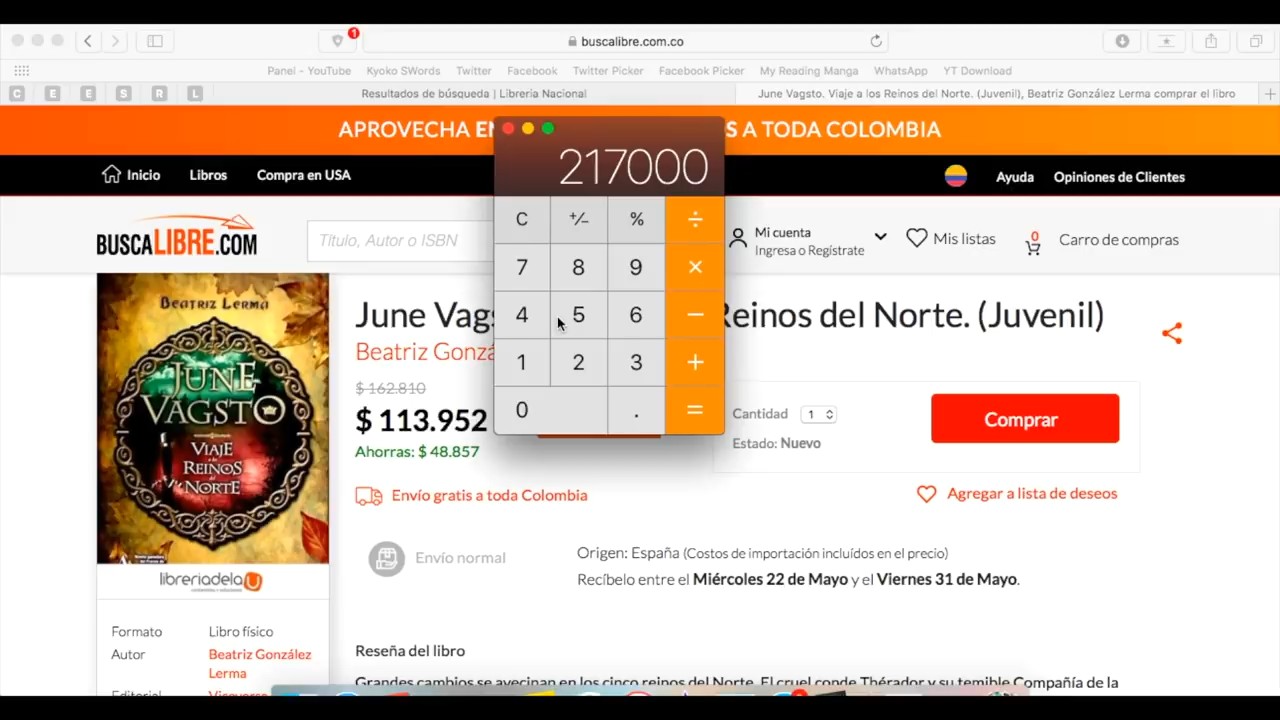 1
buscalibre.com.co
Panel - YouTube Kyoko SWords Twitter Facebook Twitter Picker Facebook Picker My Reading Manga WhatsApp YT Download
C E E S R L Resultados de búsqueda | Librería Nacional June Vagsto. Viaje a los Reinos del Norte. (Juvenil), Beatriz González Lerma comprar el libro
APROVECHA S A TODA COLOMBIA
Inicio Libros Compra en USA Ayuda Opiniones de Clientes
BUSCALIBRE.COM
Título, Autor o ISBN
Mi cuenta
Ingresa o Regístrate
Mis listas
0
Carro de compras
217000
C +/− % ÷
7 8 9 ×
4 5 6 −
1 2 3 +
0 . =
BEATRIZ LERMA
JUNE
VAGSTO
VIAJE
a los
REINOS
DEL
NORTE
libreriadelaU
June Reinos del Norte. (Juvenil)
Beatriz
$ 162.810
$ 113.952
Ahorras: $ 48.857
Cantidad 1
Estado: Nuevo
Comprar
Envío gratis a toda Colombia
Agregar a lista de deseos
Envío normal
Origen: España (Costos de importación incluídos en el precio)
Recíbelo entre el Miércoles 22 de Mayo y el Viernes 31 de Mayo.
Formato Libro físico
Autor Beatriz González
Lerma
Reseña del libro
Grandes cambios se avecinan en los cinco reinos del Norte. El cruel conde Thérador y su temible Compañía de la